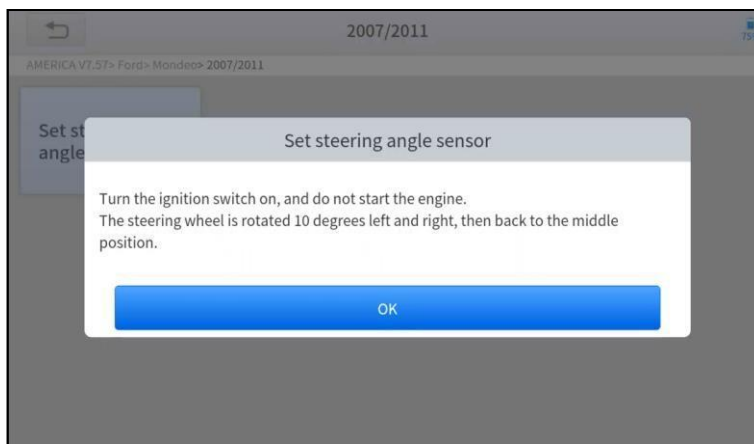 2007/2011
75%
AMERICA V7.57> Ford> Mondeo> 2007/2011
Set st
angle
Set steering angle sensor
Turn the ignition switch on, and do not start the engine.
The steering wheel is rotated 10 degrees left and right, then back to the middle
position.
OK